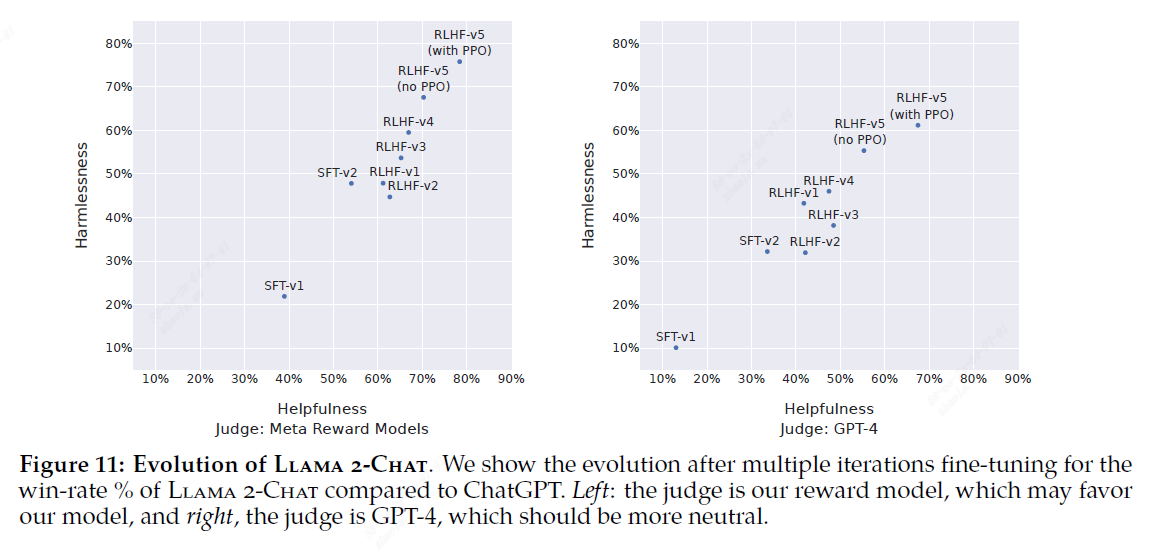 RLHF-v5
(with PPO)
RLHF-v5
(no PPO)
RLHF-v4
RLHF-v3
SFT-v2
RLHF-v1
RLHF-v2
SFT-v1
80%
70%
60%
50%
40%
30%
20%
10%
Harmlessness
10% 20% 30% 40% 50% 60% 70% 80% 90%
Helpfulness
Judge: Meta Reward Models
RLHF-v5
(with PPO)
RLHF-v5
(no PPO)
RLHF-v4
RLHF-v1
RLHF-v3
SFT-v2
RLHF-v2
SFT-v1
80%
70%
60%
50%
40%
30%
20%
10%
Harmlessness
10% 20% 30% 40% 50% 60% 70% 80% 90%
Helpfulness
Judge: GPT-4
Figure 11: Evolution of LLAMA 2-CHAT. We show the evolution after multiple iterations fine-tuning for the
win-rate % of LLAMA 2-CHAT compared to ChatGPT. Left: the judge is our reward model, which may favor
our model, and right, the judge is GPT-4, which should be more neutral.